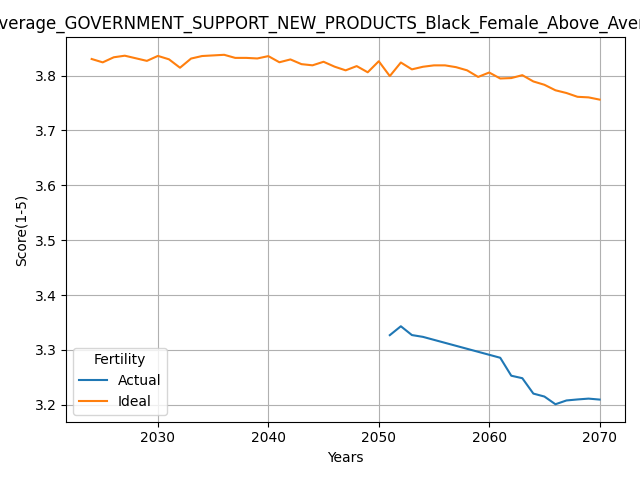 verage_GOVERNMENT_SUPPORT_NEW_PRODUCTS_Black_Female_Above_Aver
3.8
3.7
3.6
3.5
3.4
3.3
3.2
Score(1-5)
Fertility
Actual
Ideal
2030 2040 2050 2060 2070
Years